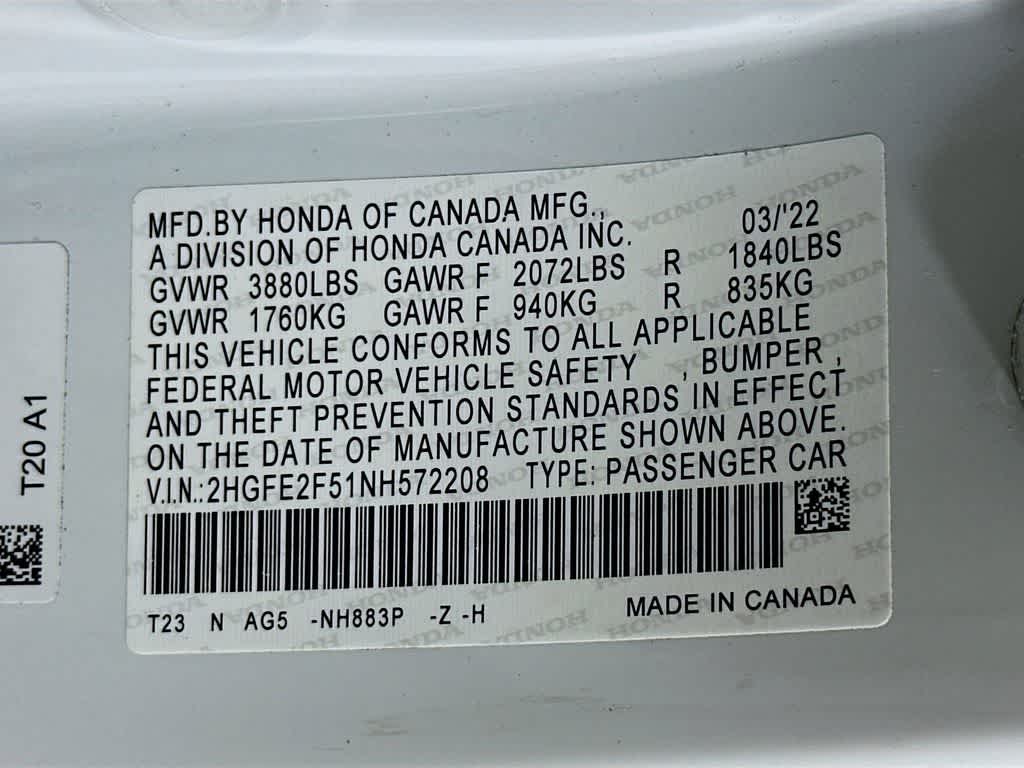 MFD.BY HONDA OF CANADA MFG.,
A DIVISION OF HONDA CANADA INC. 03/'22
GVWR 3880LBS GAWR F 2072LBS R 1840LBS
GVWR 1760KG GAWR F 940KG R 835KG
THIS VEHICLE CONFORMS TO ALL APPLICABLE
FEDERAL MOTOR VEHICLE SAFETY , BUMPER ,
AND THEFT PREVENTION STANDARDS IN EFFECT
ON THE DATE OF MANUFACTURE SHOWN ABOVE.
V.I.N.:2HGFE2F51NH572208 TYPE: PASSENGER CAR
T23 N AG5 -NH883P -Z -H MADE IN CANADA
T20 A1